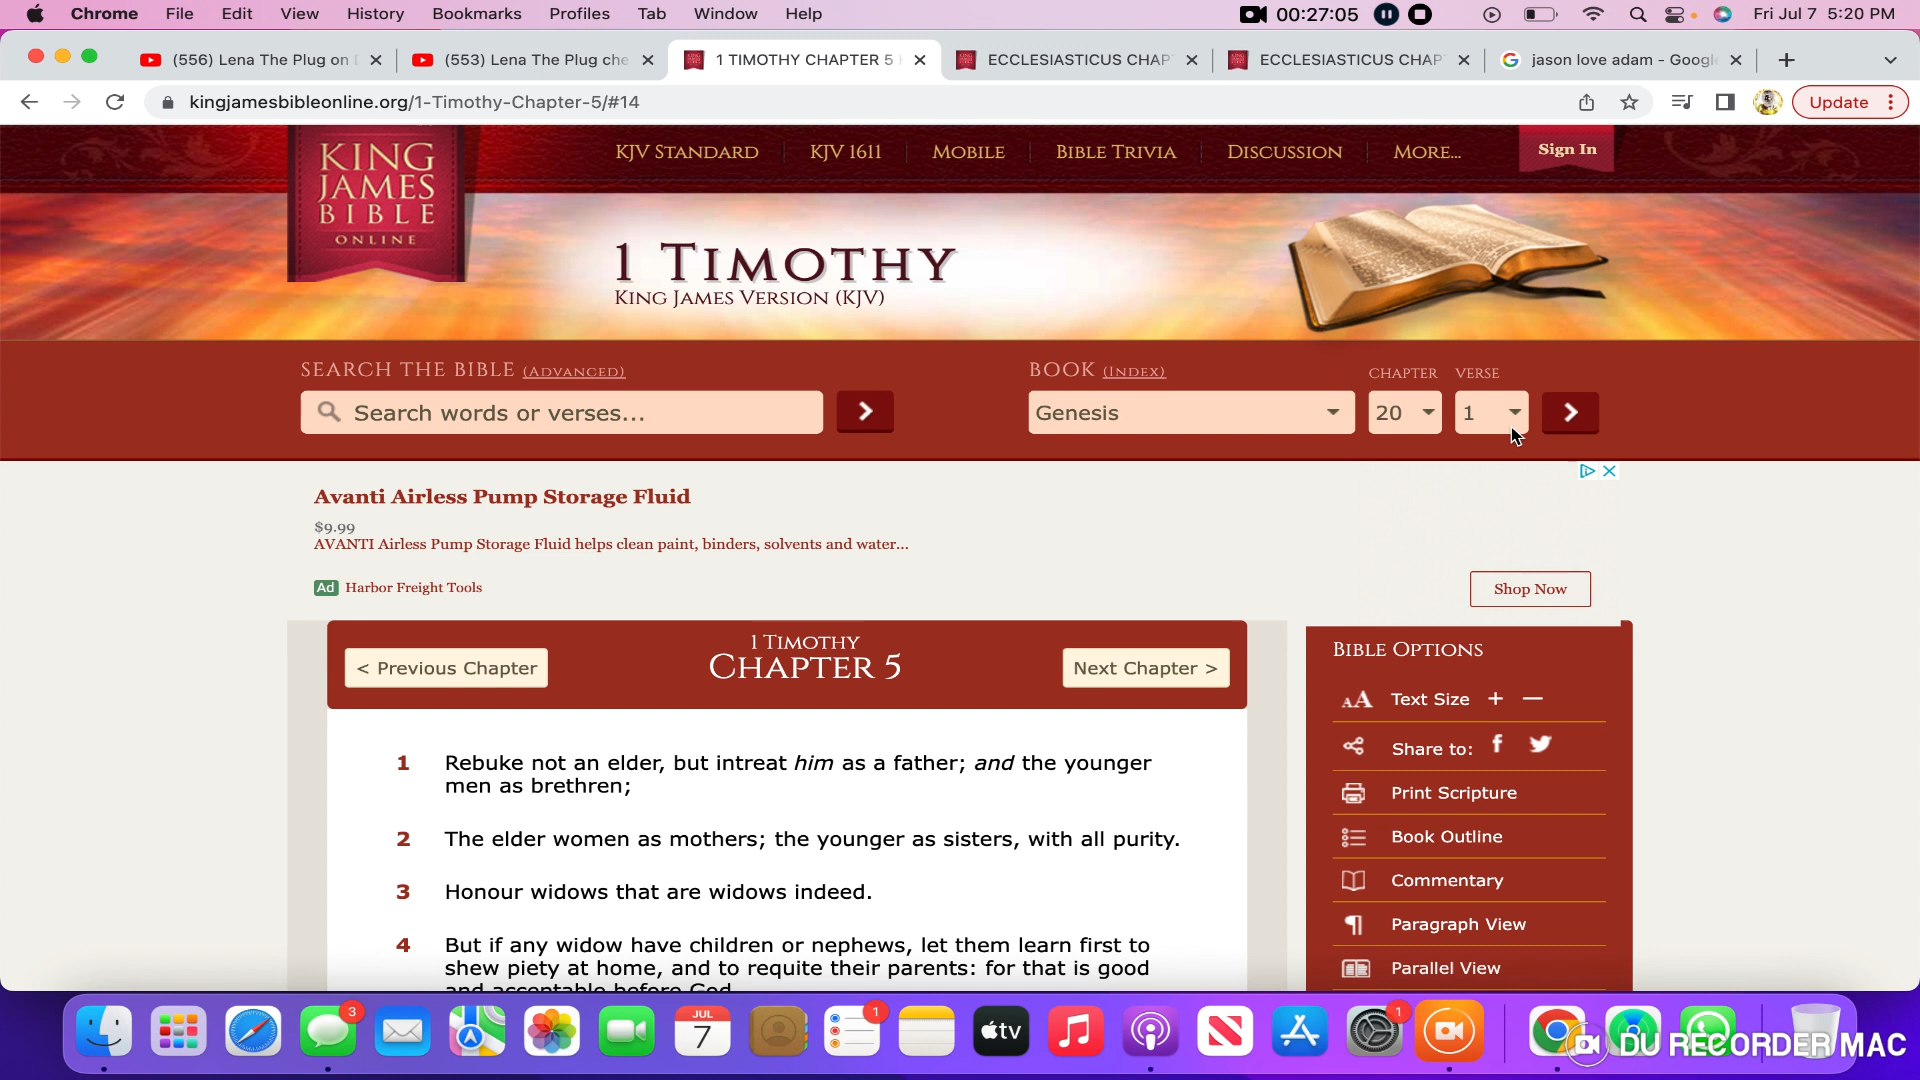 Chrome File Edit View History Bookmarks Profiles Tab Window Help 00:27:05 Fri Jul 7 5:20 PM
(556) Lena The Plug on (553) Lena The Plug che 1 TIMOTHY CHAPTER 5 ECCLESIASTICUS CHAP ECCLESIASTICUS CHAP jason love adam - Google
kingjamesbibleonline.org/1-Timothy-Chapter-5/#14 Update
KING
JAMES
BIBLE
ONLINE
KJV STANDARD KJV 1611 MOBILE BIBLE TRIVIA DISCUSSION MORE... Sign In
1 TIMOTHY
KING JAMES VERSION (KJV)
SEARCH THE BIBLE (ADVANCED) BOOK (INDEX) CHAPTER VERSE
Search words or verses... Genesis 20 1
Avanti Airless Pump Storage Fluid
$9.99
AVANTI Airless Pump Storage Fluid helps clean paint, binders, solvents and water...
Ad Harbor Freight Tools Shop Now
1 TIMOTHY
CHAPTER 5
< Previous Chapter Next Chapter >
1 Rebuke not an elder, but intreat him as a father; and the younger
men as brethren;
2 The elder women as mothers; the younger as sisters, with all purity.
3 Honour widows that are widows indeed.
4 But if any widow have children or nephews, let them learn first to
shew piety at home, and to requite their parents: for that is good
and acceptable before God.
BIBLE OPTIONS
AA Text Size + −
Share to:
Print Scripture
Book Outline
Commentary
Paragraph View
Parallel View
3 JUL 7 1 tv 1
DU RECORDER MAC